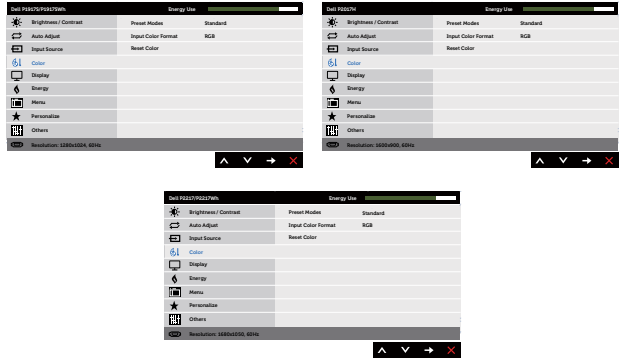 Dell P1917S/P1917SWh Energy Use
Brightness / Contrast Preset Modes Standard
Auto Adjust Input Color Format RGB
Input Source Reset Color
Color
Display
Energy
Menu
Personalize
Others
Resolution: 1280x1024, 60Hz
Dell P2017H Energy Use
Brightness / Contrast Preset Modes Standard
Auto Adjust Input Color Format RGB
Input Source Reset Color
Color
Display
Energy
Menu
Personalize
Others
Resolution: 1600x900, 60Hz
Dell P2217/P2217Wh Energy Use
Brightness / Contrast Preset Modes Standard
Auto Adjust Input Color Format RGB
Input Source Reset Color
Color
Display
Energy
Menu
Personalize
Others
Resolution: 1680x1050, 60Hz